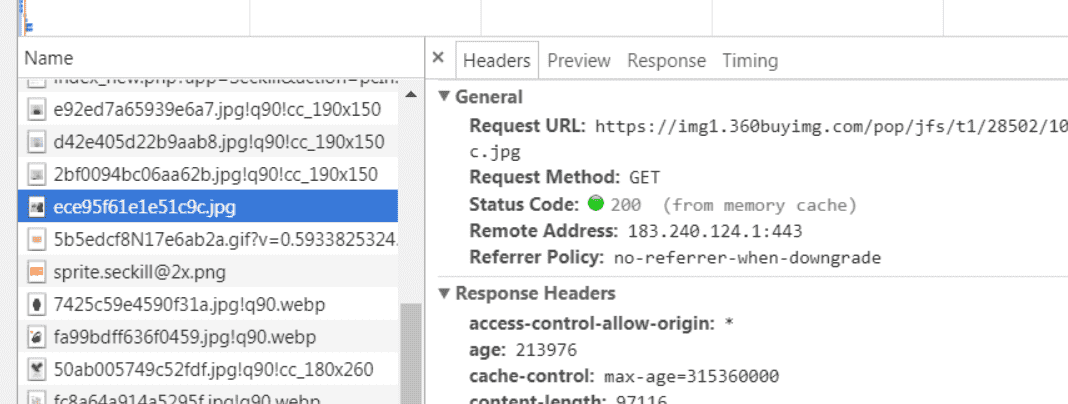 Name
index_new.php?app=Seckill&action=pcIn.
e92ed7a65939e6a7.jpg!q90!cc_190x150
d42e405d22b9aab8.jpg!q90!cc_190x150
2bf0094bc06aa62b.jpg!q90!cc_190x150
ece95f61e1e51c9c.jpg
5b5edcf8N17e6ab2a.gif?v=0.5933825324.
sprite.seckill@2x.png
7425c59e4590f31a.jpg!q90.webp
fa99bdff636f0459.jpg!q90.webp
50ab005749c52fdf.jpg!q90!cc_180x260
fc8a64a914a5295f.jpg!q90.webp
× Headers Preview Response Timing
▼ General
Request URL: https://img1.360buyimg.com/pop/jfs/t1/28502/10
c.jpg
Request Method: GET
Status Code: 200 (from memory cache)
Remote Address: 183.240.124.1:443
Referrer Policy: no-referrer-when-downgrade
▼ Response Headers
access-control-allow-origin: *
age: 213976
cache-control: max-age=315360000
content-length: 97116